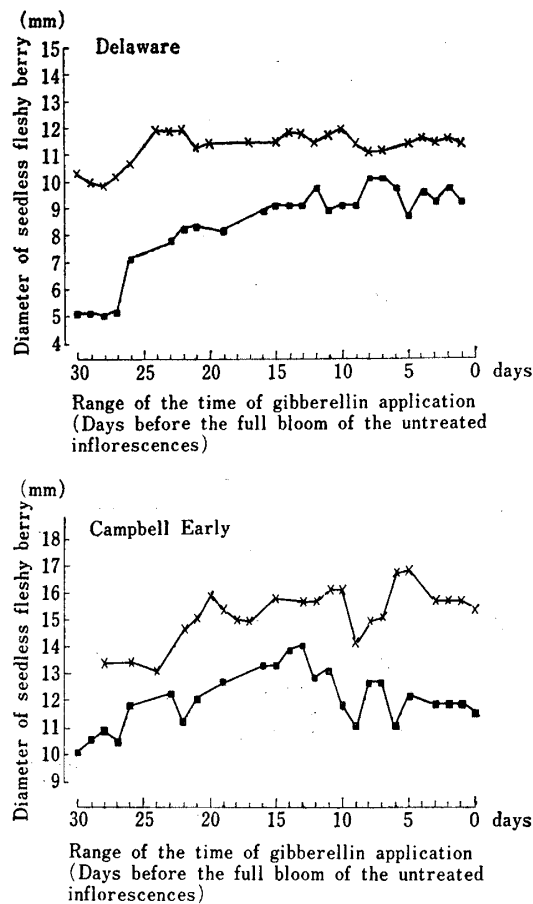 (mm)
Delaware
15
14
13
12
11
10
9
8
7
6
5
4
Diameter of seedless fleshy berry
30 25 20 15 10 5 0 days
Range of the time of gibberellin application
(Days before the full bloom of the untreated
inflorescences)
(mm)
Campbell Early
18
17
16
15
14
13
12
11
10
9
Diameter of seedless fleshy berry
30 25 20 15 10 5 0 days
Range of the time of gibberellin application
(Days before the full bloom of the untreated
inflorescences)